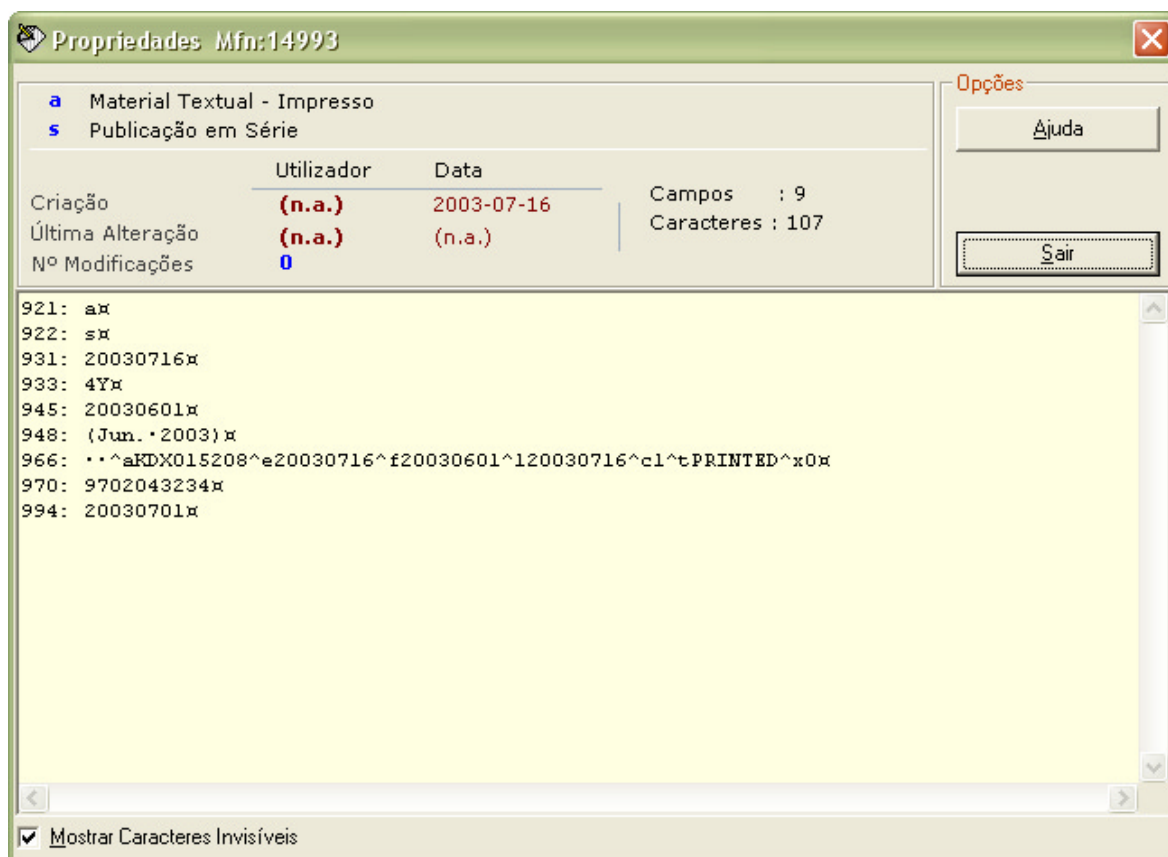 Propriedades Mfn:14993
a Material Textual - Impresso
s Publicação em Série
Utilizador Data
Criação (n.a.) 2003-07-16
Última Alteração (n.a.) (n.a.)
Nº Modificações 0
Campos : 9
Caracteres : 107
Opções
Ajuda
Sair
921: a¤
922: s¤
931: 20030716¤
933: 4Y¤
945: 20030601¤
948: (Jun.·2003)¤
966: ··^aKDX015208^e20030716^f20030601^l20030716^c1^tPRINTED^x0¤
970: 9702043234¤
994: 20030701¤
Mostrar Caracteres Invisíveis